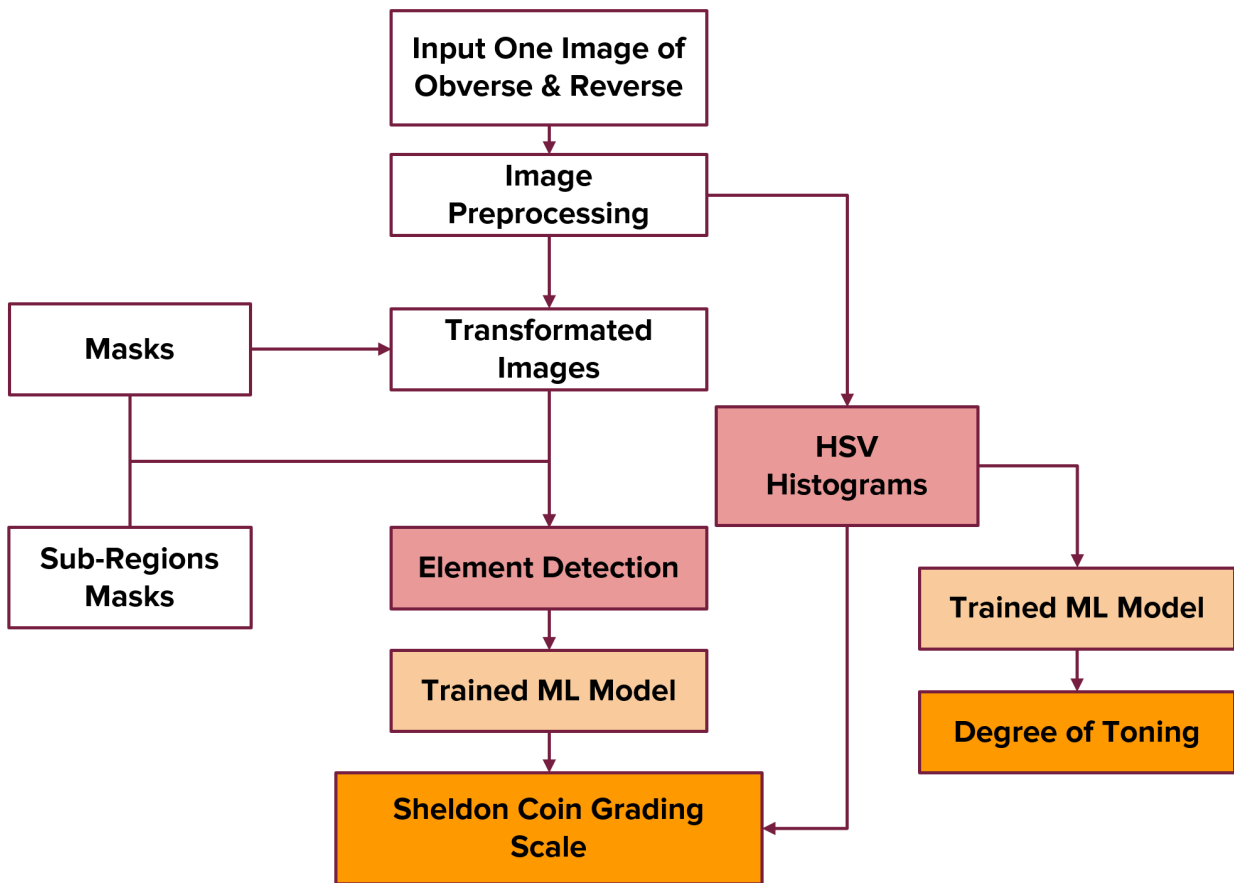 Input One Image of
Obverse & Reverse
Image
Preprocessing
Masks
Transformated
Images
HSV
Histograms
Sub-Regions
Masks
Element Detection
Trained ML Model
Trained ML Model
Degree of Toning
Sheldon Coin Grading
Scale